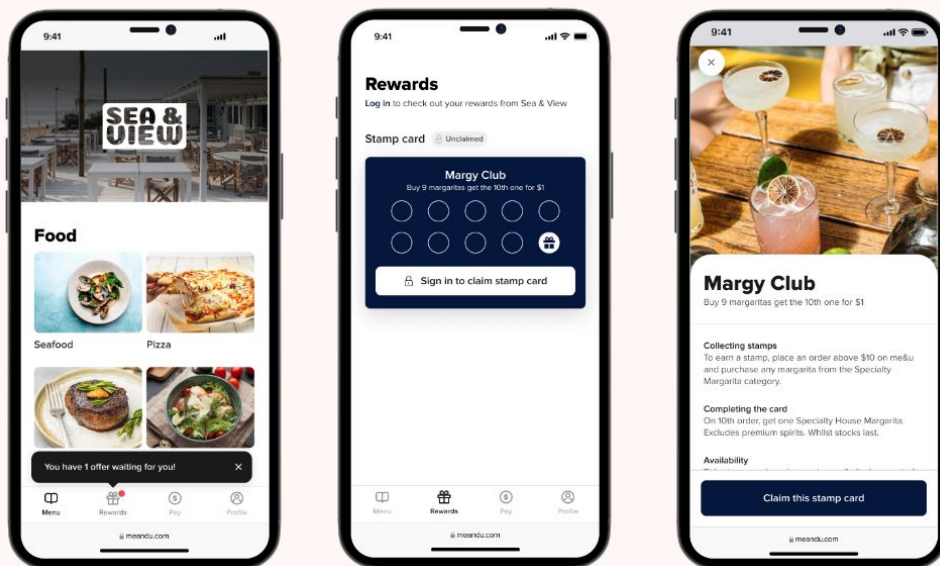 9:41
SEA &
VIEW
Food
Seafood
Pizza
You have 1 offer waiting for you!
Menu
Rewards
Pay
Profile
meandu.com
9:41
Rewards
Log in to check out your rewards from Sea & View
Stamp card
Unclaimed
Margy Club
Buy 9 margaritas get the 10th one for $1
Sign in to claim stamp card
Menu
Rewards
Pay
Profile
meandu.com
9:41
Margy Club
Buy 9 margaritas get the 10th one for $1
Collecting stamps
To earn a stamp, place an order above $10 on me&u
and purchase any margarita from the Specialty
Margarita category.
Completing the card
On 10th order, get one Specialty House Margarita.
Excludes premium spirits. Whilst stocks last.
Availability
Claim this stamp card
meandu.com